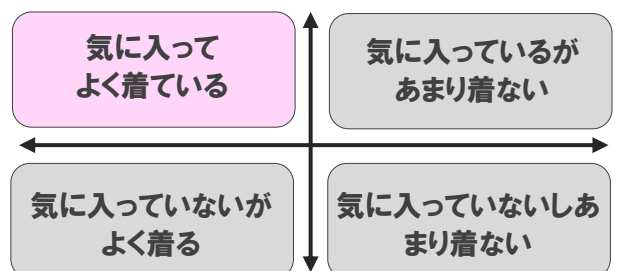 気に入って
よく着ている
気に入っているが
あまり着ない
気に入っていないが
よく着る
気に入っていないしあ
まり着ない